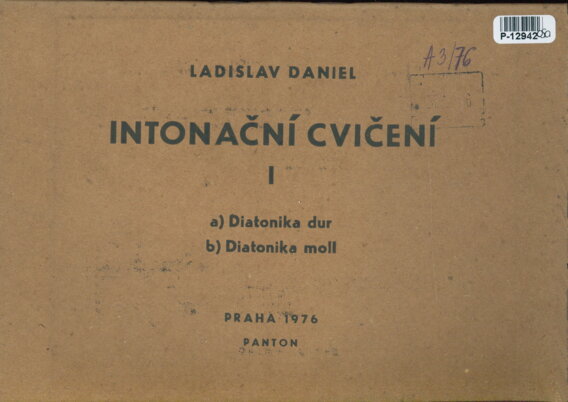 P-12942
A3/76
LADISLAV DANIEL
INTONAČNÍ CVIČENÍ
I
a) Diatonika dur
b) Diatonika moll
PRAHA 1976
PANTON